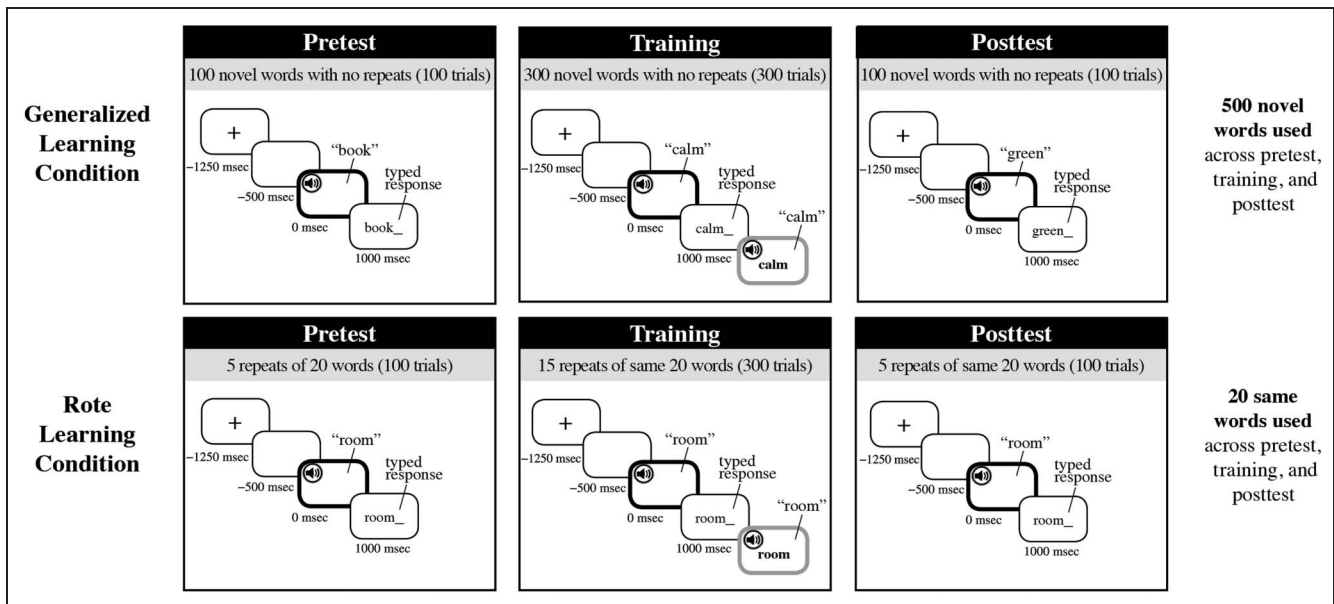 Generalized
Learning
Condition
Pretest
100 novel words with no repeats (100 trials)
+
−1250 msec
−500 msec
“book”
0 msec
typed
response
book_
1000 msec
Training
300 novel words with no repeats (300 trials)
+
−1250 msec
−500 msec
“calm”
0 msec
typed
response
calm_
1000 msec
“calm”
calm
Posttest
100 novel words with no repeats (100 trials)
+
−1250 msec
−500 msec
“green”
0 msec
typed
response
green_
1000 msec
500 novel
words used
across pretest,
training, and
posttest
Rote
Learning
Condition
Pretest
5 repeats of 20 words (100 trials)
+
−1250 msec
−500 msec
“room”
0 msec
typed
response
room_
1000 msec
Training
15 repeats of same 20 words (300 trials)
+
−1250 msec
−500 msec
“room”
0 msec
typed
response
room_
1000 msec
“room”
room
Posttest
5 repeats of same 20 words (100 trials)
+
−1250 msec
−500 msec
“room”
0 msec
typed
response
room_
1000 msec
20 same
words used
across pretest,
training, and
posttest